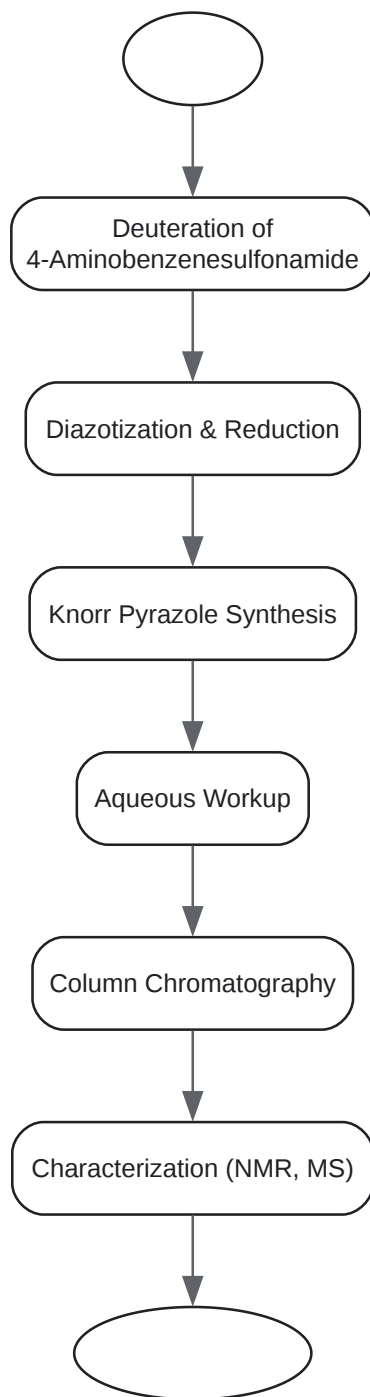 Deuteration of
4-Aminobenzenesulfonamide
Diazotization & Reduction
Knorr Pyrazole Synthesis
Aqueous Workup
Column Chromatography
Characterization (NMR, MS)